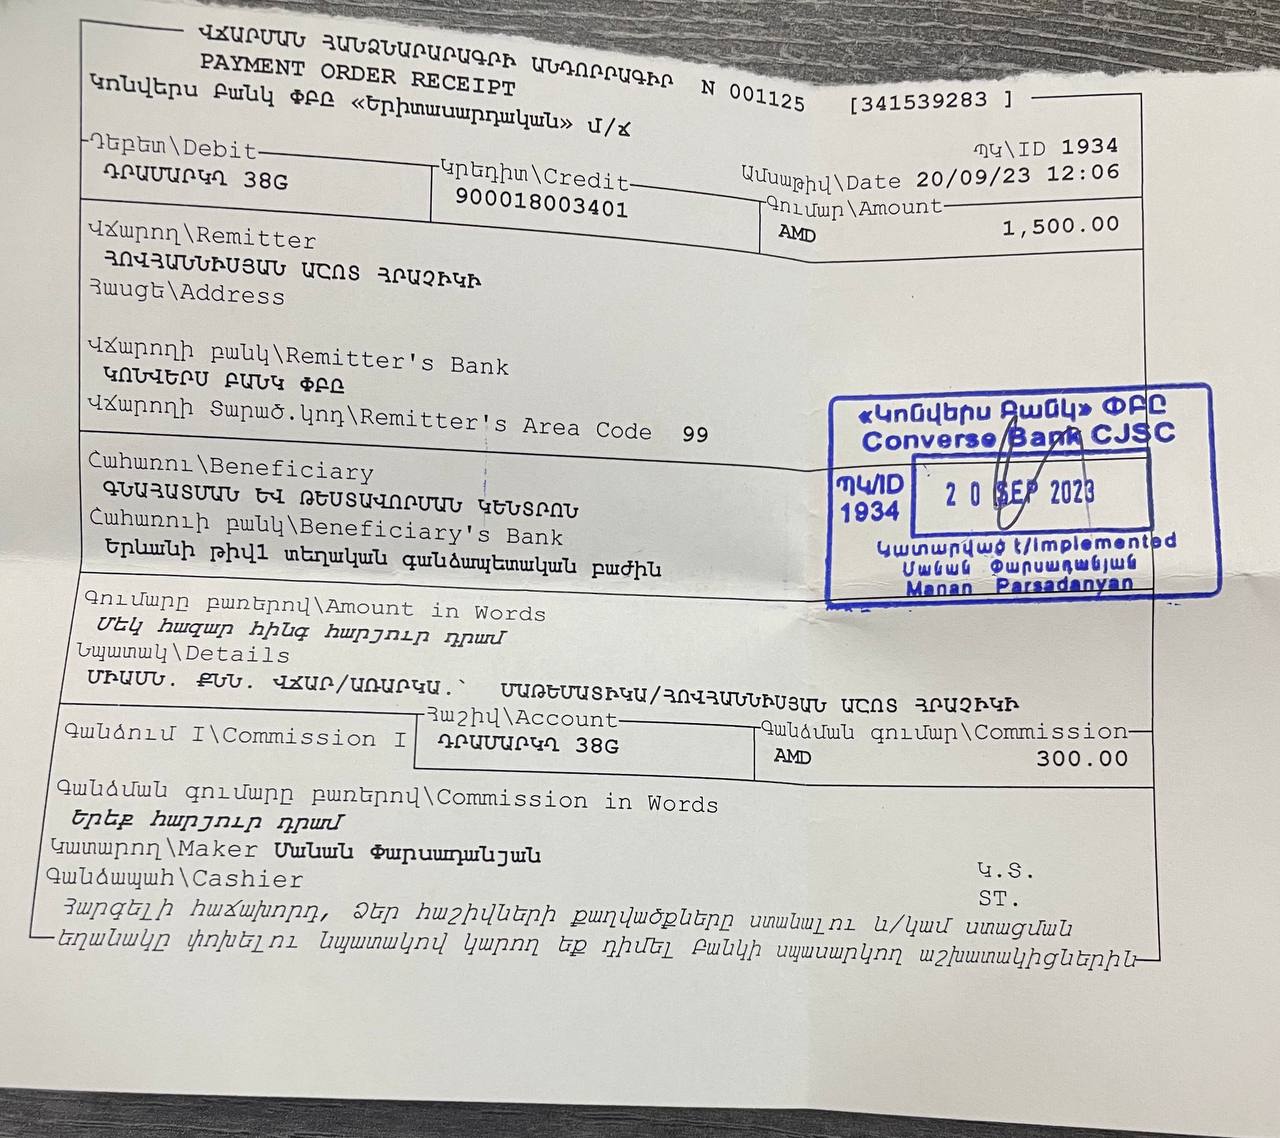 ՎՃԱՐՄԱՆ ՀԱՆՁՆԱՐԱՐԱԳՐԻ ԱՆԴՈՐՐԱԳԻՐ N 001125 [341539283 ]
PAYMENT ORDER RECEIPT
Կոնվերս Բանկ ՓԲԸ «Երիտասարդական» մ/ճ
ՊԿ\ID 1934
Ամսաթիվ\Date 20/09/23 12:06
Դեբետ\Debit
ԴՐԱՄԱՐԿՂ 38G
Կրեդիտ\Credit
900018003401
Գումար\Amount
AMD 1,500.00
Վճարող\Remitter
ՀՈՎՀԱՆՆԻՍՅԱՆ ԱՇՈՏ ՀՐԱՉԻԿԻ
Հասցե\Address
Վճարողի բանկ\Remitter's Bank
ԿՈՆՎԵՐՍ ԲԱՆԿ ՓԲԸ
Վճարողի Տարած.կոդ\Remitter's Area Code 99
Շահառու\Beneficiary
ԳՆԱՀԱՏՄԱՆ ԵՎ ԹԵՍՏԱՎՈՐՄԱՆ ԿԵՆՏՐՈՆ
Շահառուի բանկ\Beneficiary's Bank
Երևանի թիվ1 տեղական գանձապետական բաժին
«Կոնվերս Բանկ» ՓԲԸ
Converse Bank CJSC
ՊԿ/ID
1934
20 SEP 2023
Կատարված է/Implemented
Մանան Փարսադանյան
Manan Parsadanyan
Գումարը բառերով\Amount in Words
Մեկ հազար հինգ հարյուր դրամ
Նպատակ\Details
ՄԻԱՍՆ. ՔՆՆ. ՎՃԱՐ/ԱՌԱՐԿԱ.՝ ՄԱԹԵՄԱՏԻԿԱ/ՀՈՎՀԱՆՆԻՍՅԱՆ ԱՇՈՏ ՀՐԱՉԻԿԻ
Գանձում I\Commission I
Հաշիվ\Account
ԴՐԱՄԱՐԿՂ 38G
Գանձման գումար\Commission
AMD 300.00
Գանձման գումարը բառերով\Commission in Words
Երեք հարյուր դրամ
Կատարող\Maker Մանան Փարսադանյան
Կ.Տ.
Գանձապահ\Cashier
ST.
Հարգելի հաճախորդ, Ձեր հաշիվների քաղվածքները ստանալու և/կամ ստացման
եղանակը փոխելու նպատակով կարող եք դիմել Բանկի սպասարկող աշխատակիցներին